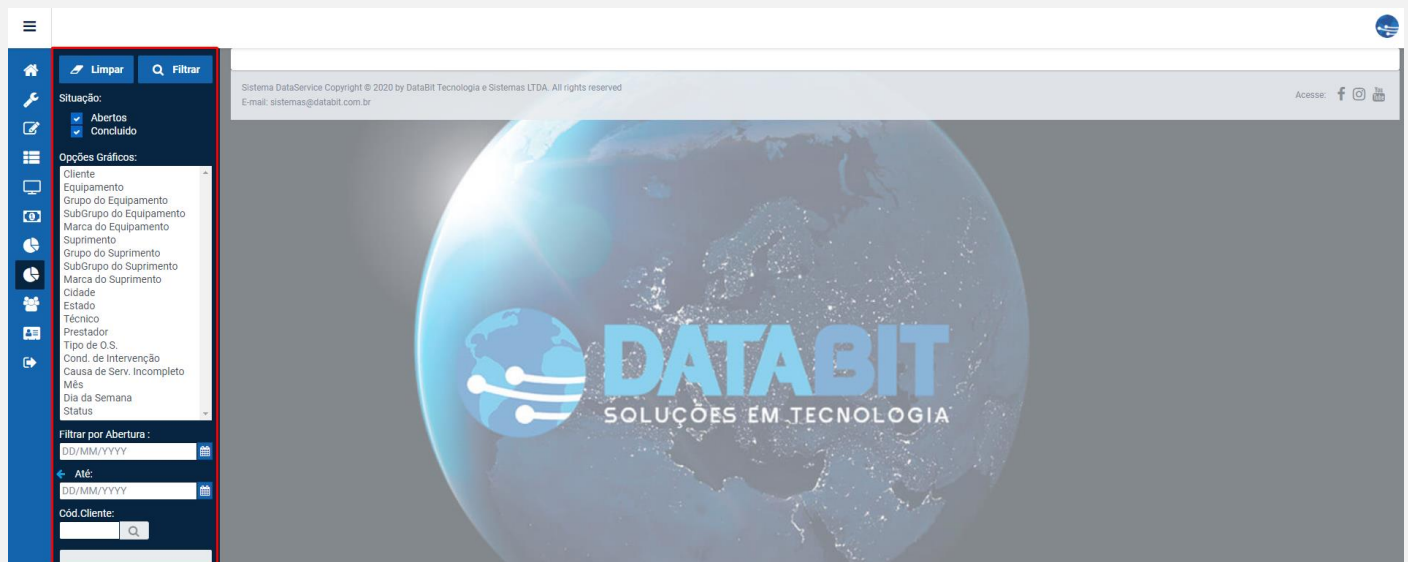 Limpar
Filtrar
Situação:
Abertos
Concluido
Opções Gráficos:
Cliente
Equipamento
Grupo do Equipamento
SubGrupo do Equipamento
Marca do Equipamento
Suprimento
Grupo do Suprimento
SubGrupo do Suprimento
Marca do Suprimento
Cidade
Estado
Técnico
Prestador
Tipo de O.S.
Cond. de Intervenção
Causa de Serv. Incompleto
Mês
Dia da Semana
Status
Filtrar por Abertura :
DD/MM/YYYY
Até:
DD/MM/YYYY
Cód.Cliente:
Sistema DataService Copyright © 2020 by DataBit Tecnologia e Sistemas LTDA. All rights reserved
E-mail: sistemas@databit.com.br
Acesse:
You
Tube
DATABIT
SOLUÇÕES EM TECNOLOGIA